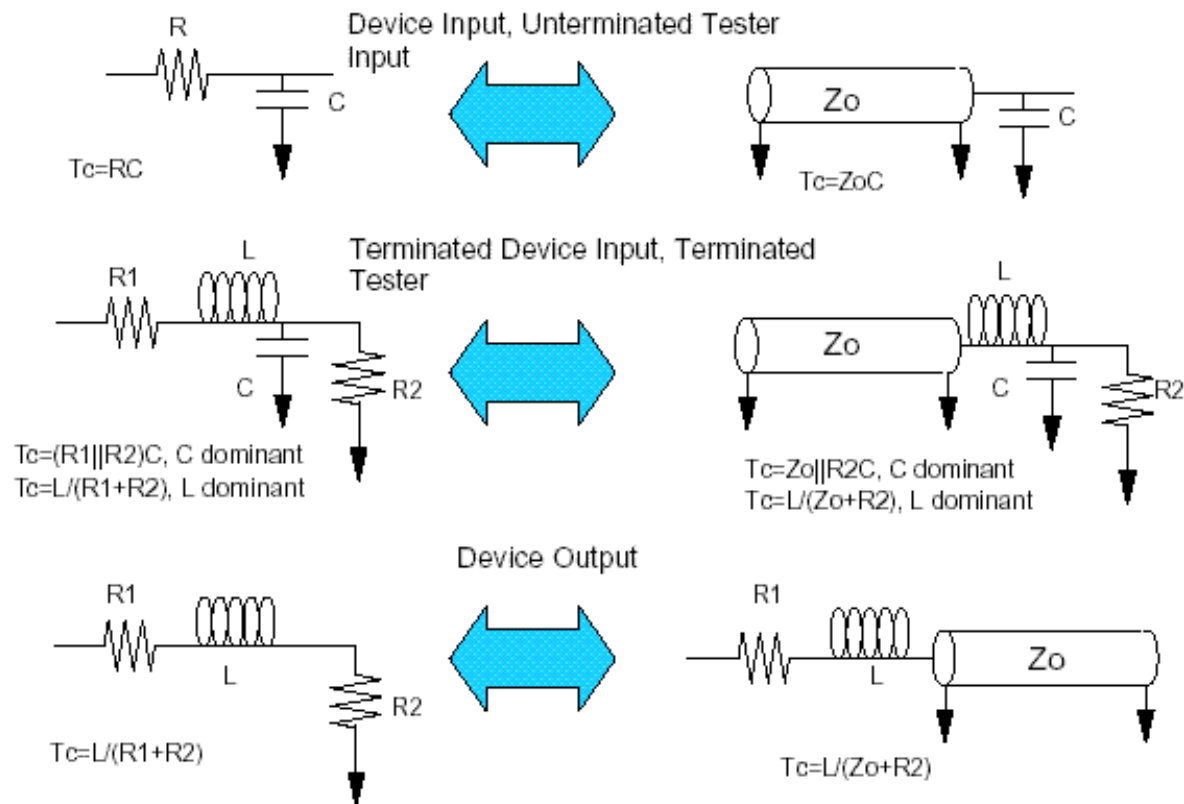 R
Device Input, Unterminated Tester
Input
C
Tc=RC
Zo
C
Tc=ZoC
Terminated Device Input, Terminated
Tester
R1
L
C
R2
Tc=(R1||R2)C, C dominant
Tc=L/(R1+R2), L dominant
L
Zo
C
R2
Tc=Zo||R2C, C dominant
Tc=L/(Zo+R2), L dominant
Device Output
R1
L
R2
Tc=L/(R1+R2)
R1
L
Zo
Tc=L/(Zo+R2)